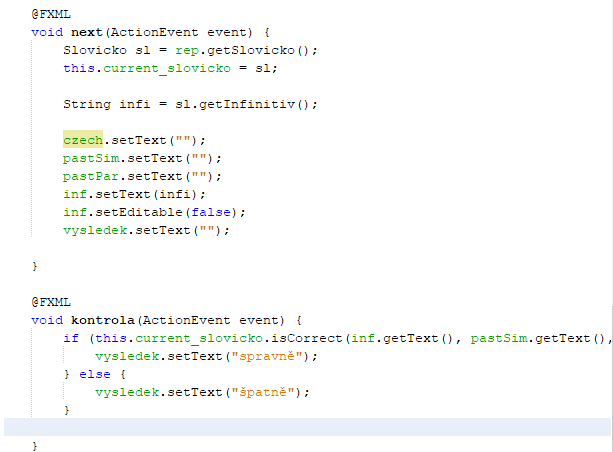 @FXML
void next(ActionEvent event) {
Slovicko sl = rep.getSlovicko();
this.current_slovicko = sl;
String infi = sl.getInfinitiv();
czech.setText("");
pastSim.setText("");
pastPar.setText("");
inf.setText(infi);
inf.setEditable(false);
vysledek.setText("");
}
@FXML
void kontrola(ActionEvent event) {
if (this.current_slovicko.isCorrect(inf.getText(), pastSim.getText(),
vysledek.setText("spravně");
} else {
vysledek.setText("špatně");
}
}